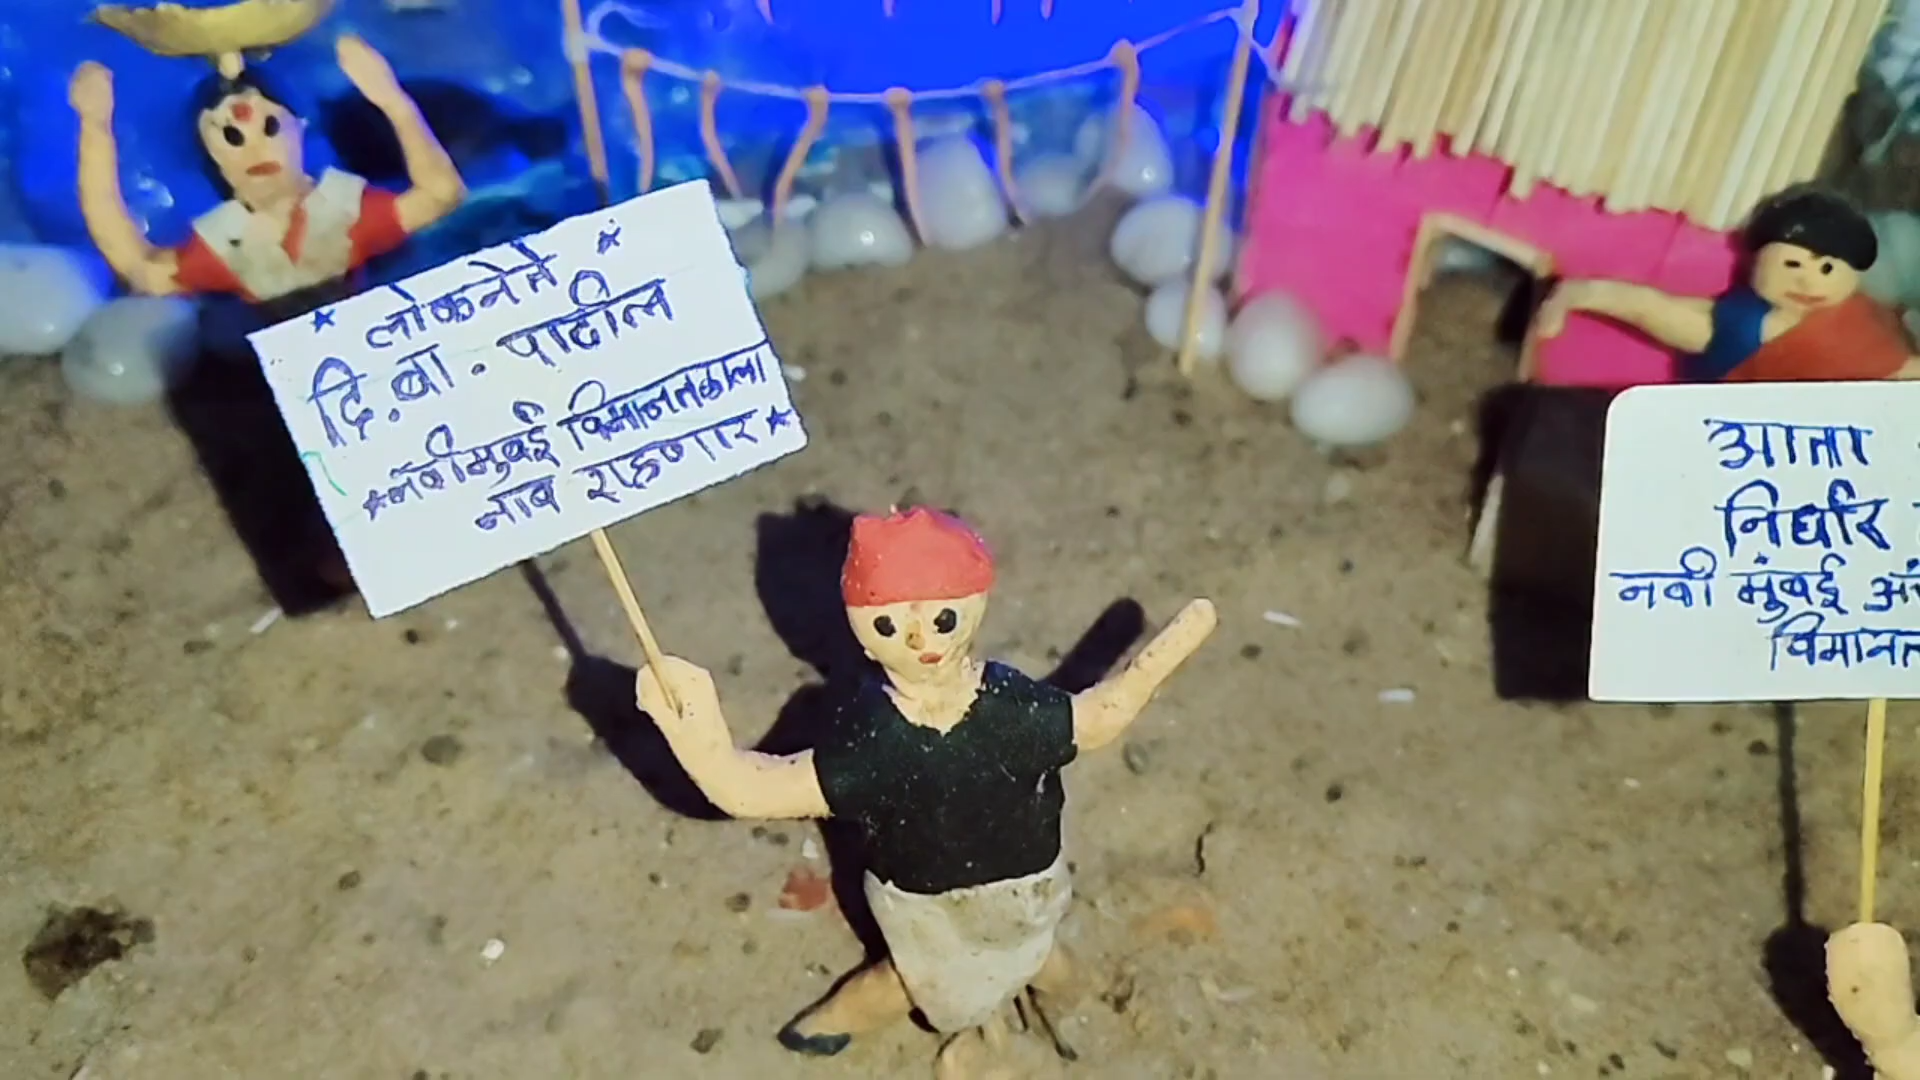 लोकनेते
दि.बा. पाटील
नवीमुंबई विमानतळाला
नाव राहणार
आता
निर्धार
नवी मुंबई